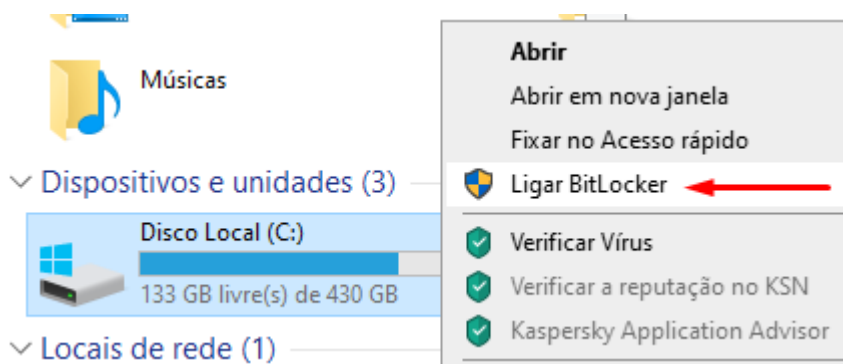 Músicas
Dispositivos e unidades (3)
Disco Local (C:)
133 GB livre(s) de 430 GB
Locais de rede (1)
Abrir
Abrir em nova janela
Fixar no Acesso rápido
Ligar BitLocker
Verificar Vírus
Verificar a reputação no KSN
Kaspersky Application Advisor